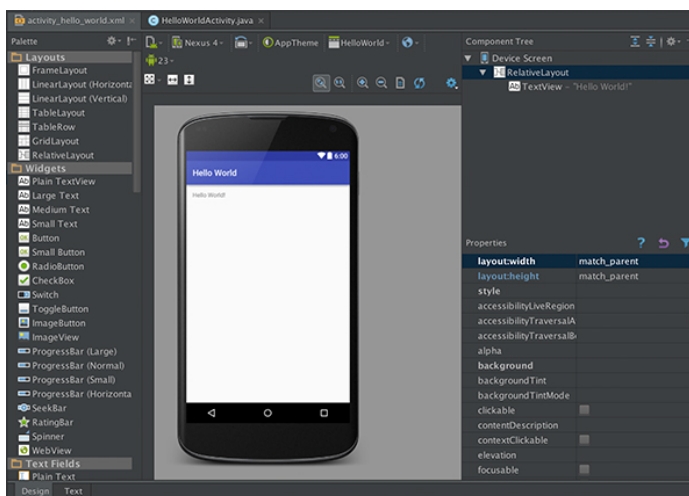 activity_hello_world.xml
HelloWorldActivity.java
Palette
Nexus 4
AppTheme
HelloWorld
23
Layouts
FrameLayout
LinearLayout (Horizonta
LinearLayout (Vertical)
TableLayout
TableRow
GridLayout
RelativeLayout
Widgets
Plain TextView
Large Text
Medium Text
Small Text
Button
Small Button
RadioButton
CheckBox
Switch
ToggleButton
ImageButton
ImageView
ProgressBar (Large)
ProgressBar (Normal)
ProgressBar (Small)
ProgressBar (Horizonta
SeekBar
RatingBar
Spinner
WebView
Text Fields
Plain Text
Design Text
6:00
Hello World
Hello World!
Component Tree
Device Screen
RelativeLayout
Ab TextView - "Hello World!"
Properties
layout:width match_parent
layout:height match_parent
style
accessibilityLiveRegion
accessibilityTraversalA
accessibilityTraversalB
alpha
background
backgroundTint
backgroundTintMode
clickable
contentDescription
contextClickable
elevation
focusable